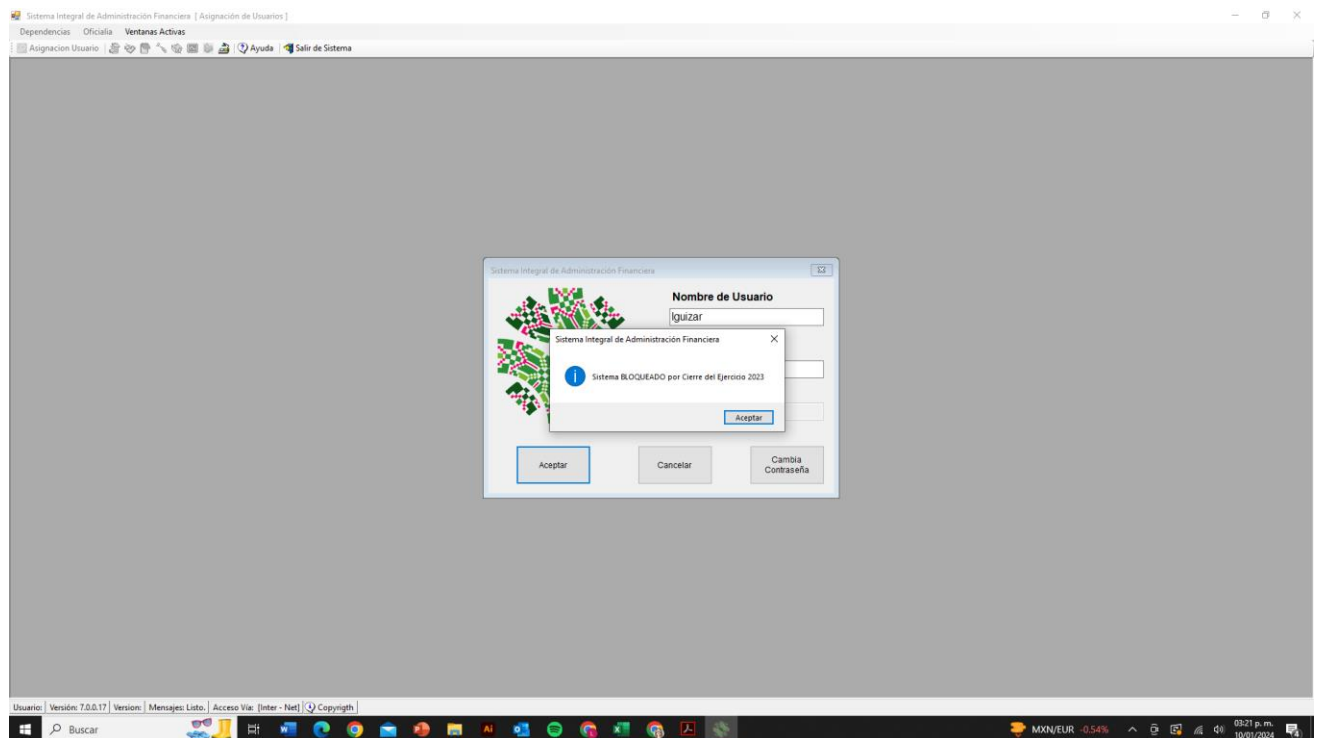 Sistema Integral de Administración Financiera [ Asignación de Usuarios ]
Dependencias Oficialia Ventanas Activas
Asignacion Usuario Ayuda Salir de Sistema
Sistema Integral de Administración Financiera
Nombre de Usuario
lguizar
Sistema Integral de Administración Financiera
Sistema BLOQUEADO por Cierre del Ejercicio 2023
Aceptar
Aceptar Cancelar Cambia
Contraseña
Usuario: Versión: 7.0.0.17 Version: Mensajes: Listo. Acceso Vía: [Inter - Net] Copyrigth
Buscar MXN/EUR -0.54% 03:21 p. m.
10/01/2024